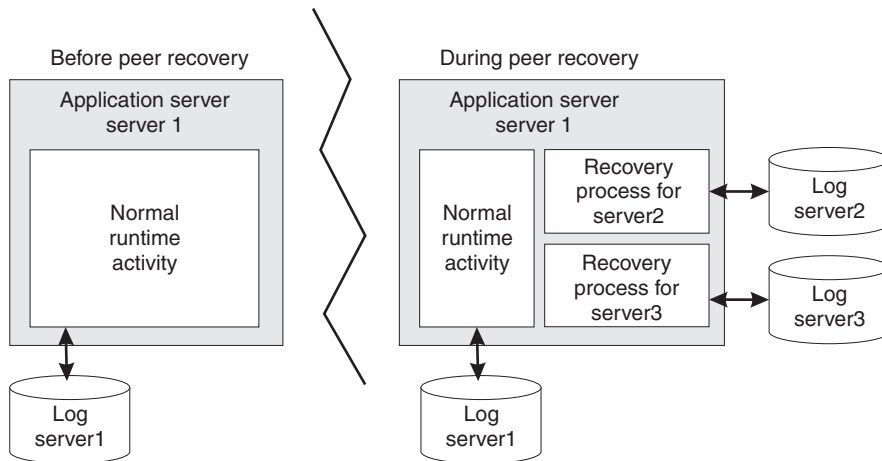 Before peer recovery
Application server
server 1
Normal
runtime
activity
Log
server1
During peer recovery
Application server
server 1
Normal
runtime
activity
Recovery
process for
server2
Recovery
process for
server3
Log
server2
Log
server3
Log
server1